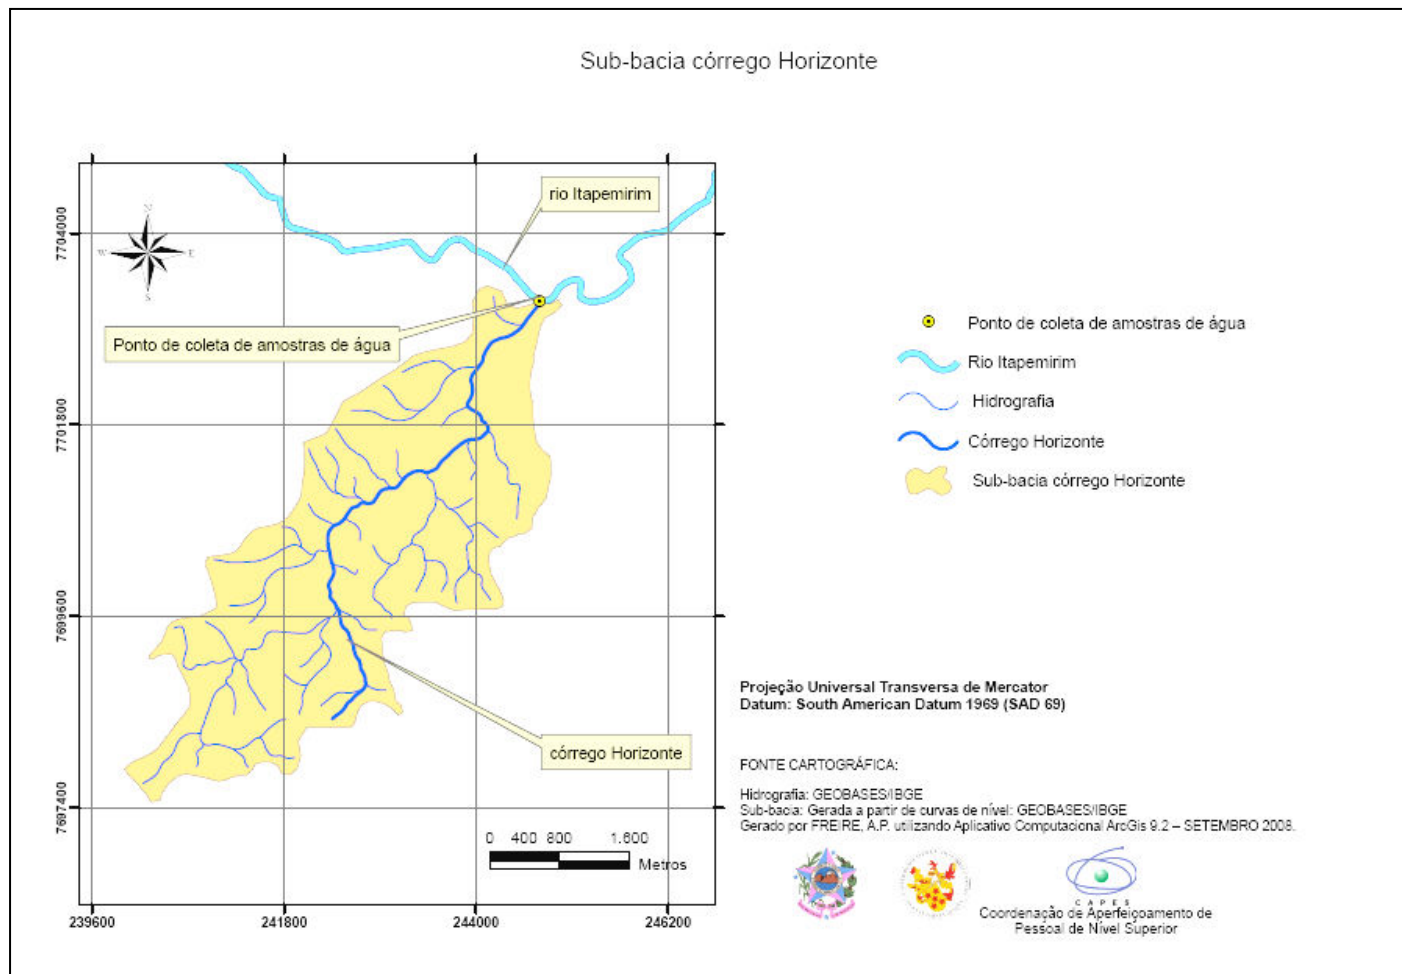 Sub-bacia córrego Horizonte
rio Itapemirim
N
W
E
S
Ponto de coleta de amostras de água
córrego Horizonte
7704000
7701800
7699600
7697400
239600
241800
244000
246200
0 400 800 1.600
Metros
Ponto de coleta de amostras de água
Rio Itapemirim
Hidrografia
Córrego Horizonte
Sub-bacia córrego Horizonte
Projeção Universal Transversa de Mercator
Datum: South American Datum 1969 (SAD 69)
FONTE CARTOGRÁFICA:
Hidrografia: GEOBASES/IBGE
Sub-bacia: Gerada a partir de curvas de nível: GEOBASES/IBGE
Gerado por FREIRE, A.P. utilizando Aplicativo Computacional ArcGis 9.2 – SETEMBRO 2008.
CAPES
Coordenação de Aperfeiçoamento de
Pessoal de Nível Superior